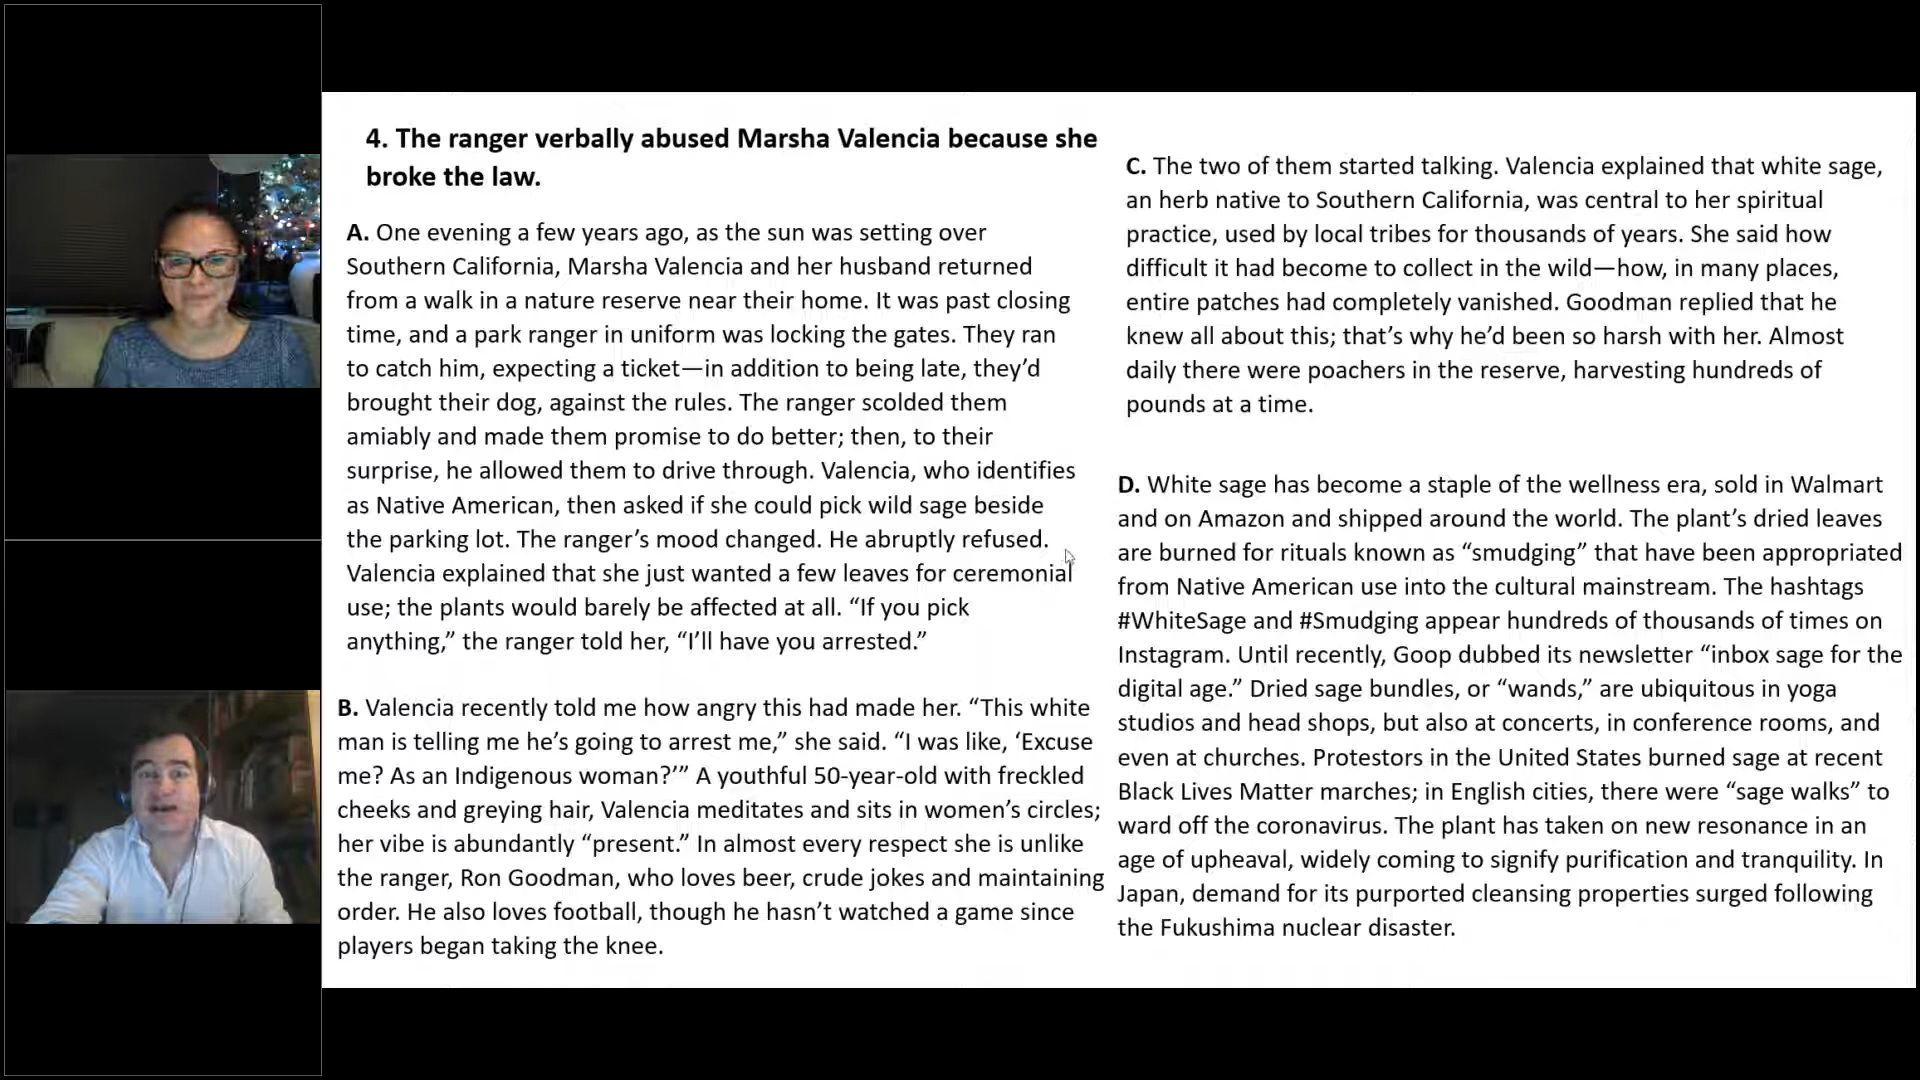 4. The ranger verbally abused Marsha Valencia because she
broke the law.
A. One evening a few years ago, as the sun was setting over
Southern California, Marsha Valencia and her husband returned
from a walk in a nature reserve near their home. It was past closing
time, and a park ranger in uniform was locking the gates. They ran
to catch him, expecting a ticket—in addition to being late, they’d
brought their dog, against the rules. The ranger scolded them
amiably and made them promise to do better; then, to their
surprise, he allowed them to drive through. Valencia, who identifies
as Native American, then asked if she could pick wild sage beside
the parking lot. The ranger’s mood changed. He abruptly refused.
Valencia explained that she just wanted a few leaves for ceremonial
use; the plants would barely be affected at all. “If you pick
anything,” the ranger told her, “I’ll have you arrested.”
B. Valencia recently told me how angry this had made her. “This white
man is telling me he’s going to arrest me,” she said. “I was like, ‘Excuse
me? As an Indigenous woman?’” A youthful 50-year-old with freckled
cheeks and greying hair, Valencia meditates and sits in women’s circles;
her vibe is abundantly “present.” In almost every respect she is unlike
the ranger, Ron Goodman, who loves beer, crude jokes and maintaining
order. He also loves football, though he hasn’t watched a game since
players began taking the knee.
C. The two of them started talking. Valencia explained that white sage,
an herb native to Southern California, was central to her spiritual
practice, used by local tribes for thousands of years. She said how
difficult it had become to collect in the wild—how, in many places,
entire patches had completely vanished. Goodman replied that he
knew all about this; that’s why he’d been so harsh with her. Almost
daily there were poachers in the reserve, harvesting hundreds of
pounds at a time.
D. White sage has become a staple of the wellness era, sold in Walmart
and on Amazon and shipped around the world. The plant’s dried leaves
are burned for rituals known as “smudging” that have been appropriated
from Native American use into the cultural mainstream. The hashtags
#WhiteSage and #Smudging appear hundreds of thousands of times on
Instagram. Until recently, Goop dubbed its newsletter “inbox sage for the
digital age.” Dried sage bundles, or “wands,” are ubiquitous in yoga
studios and head shops, but also at concerts, in conference rooms, and
even at churches. Protestors in the United States burned sage at recent
Black Lives Matter marches; in English cities, there were “sage walks” to
ward off the coronavirus. The plant has taken on new resonance in an
age of upheaval, widely coming to signify purification and tranquility. In
Japan, demand for its purported cleansing properties surged following
the Fukushima nuclear disaster.